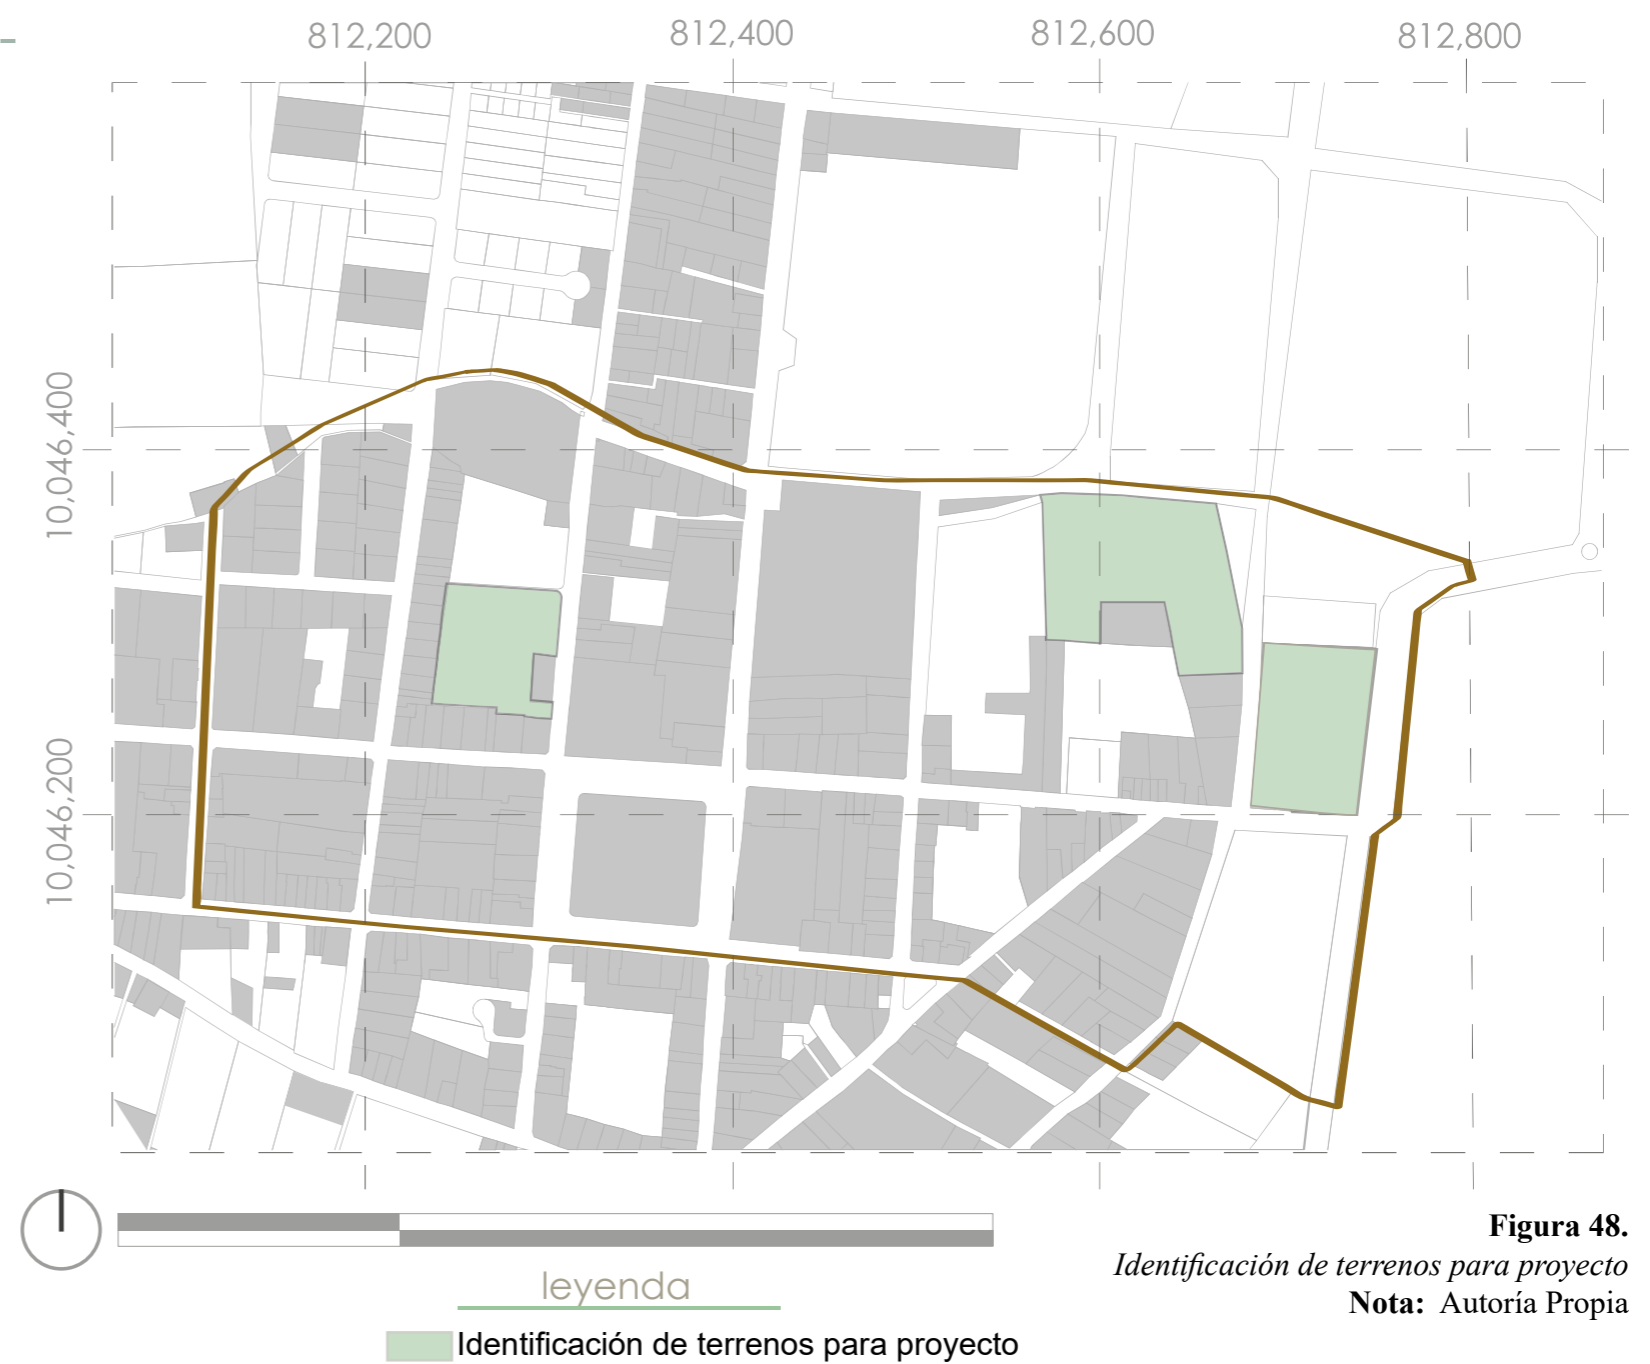 812,200
812,400
812,600
812,800
10,046,400
10,046,200
Figura 48.
Identificación de terrenos para proyecto
Nota: Autoría Propia
leyenda
Identificación de terrenos para proyecto